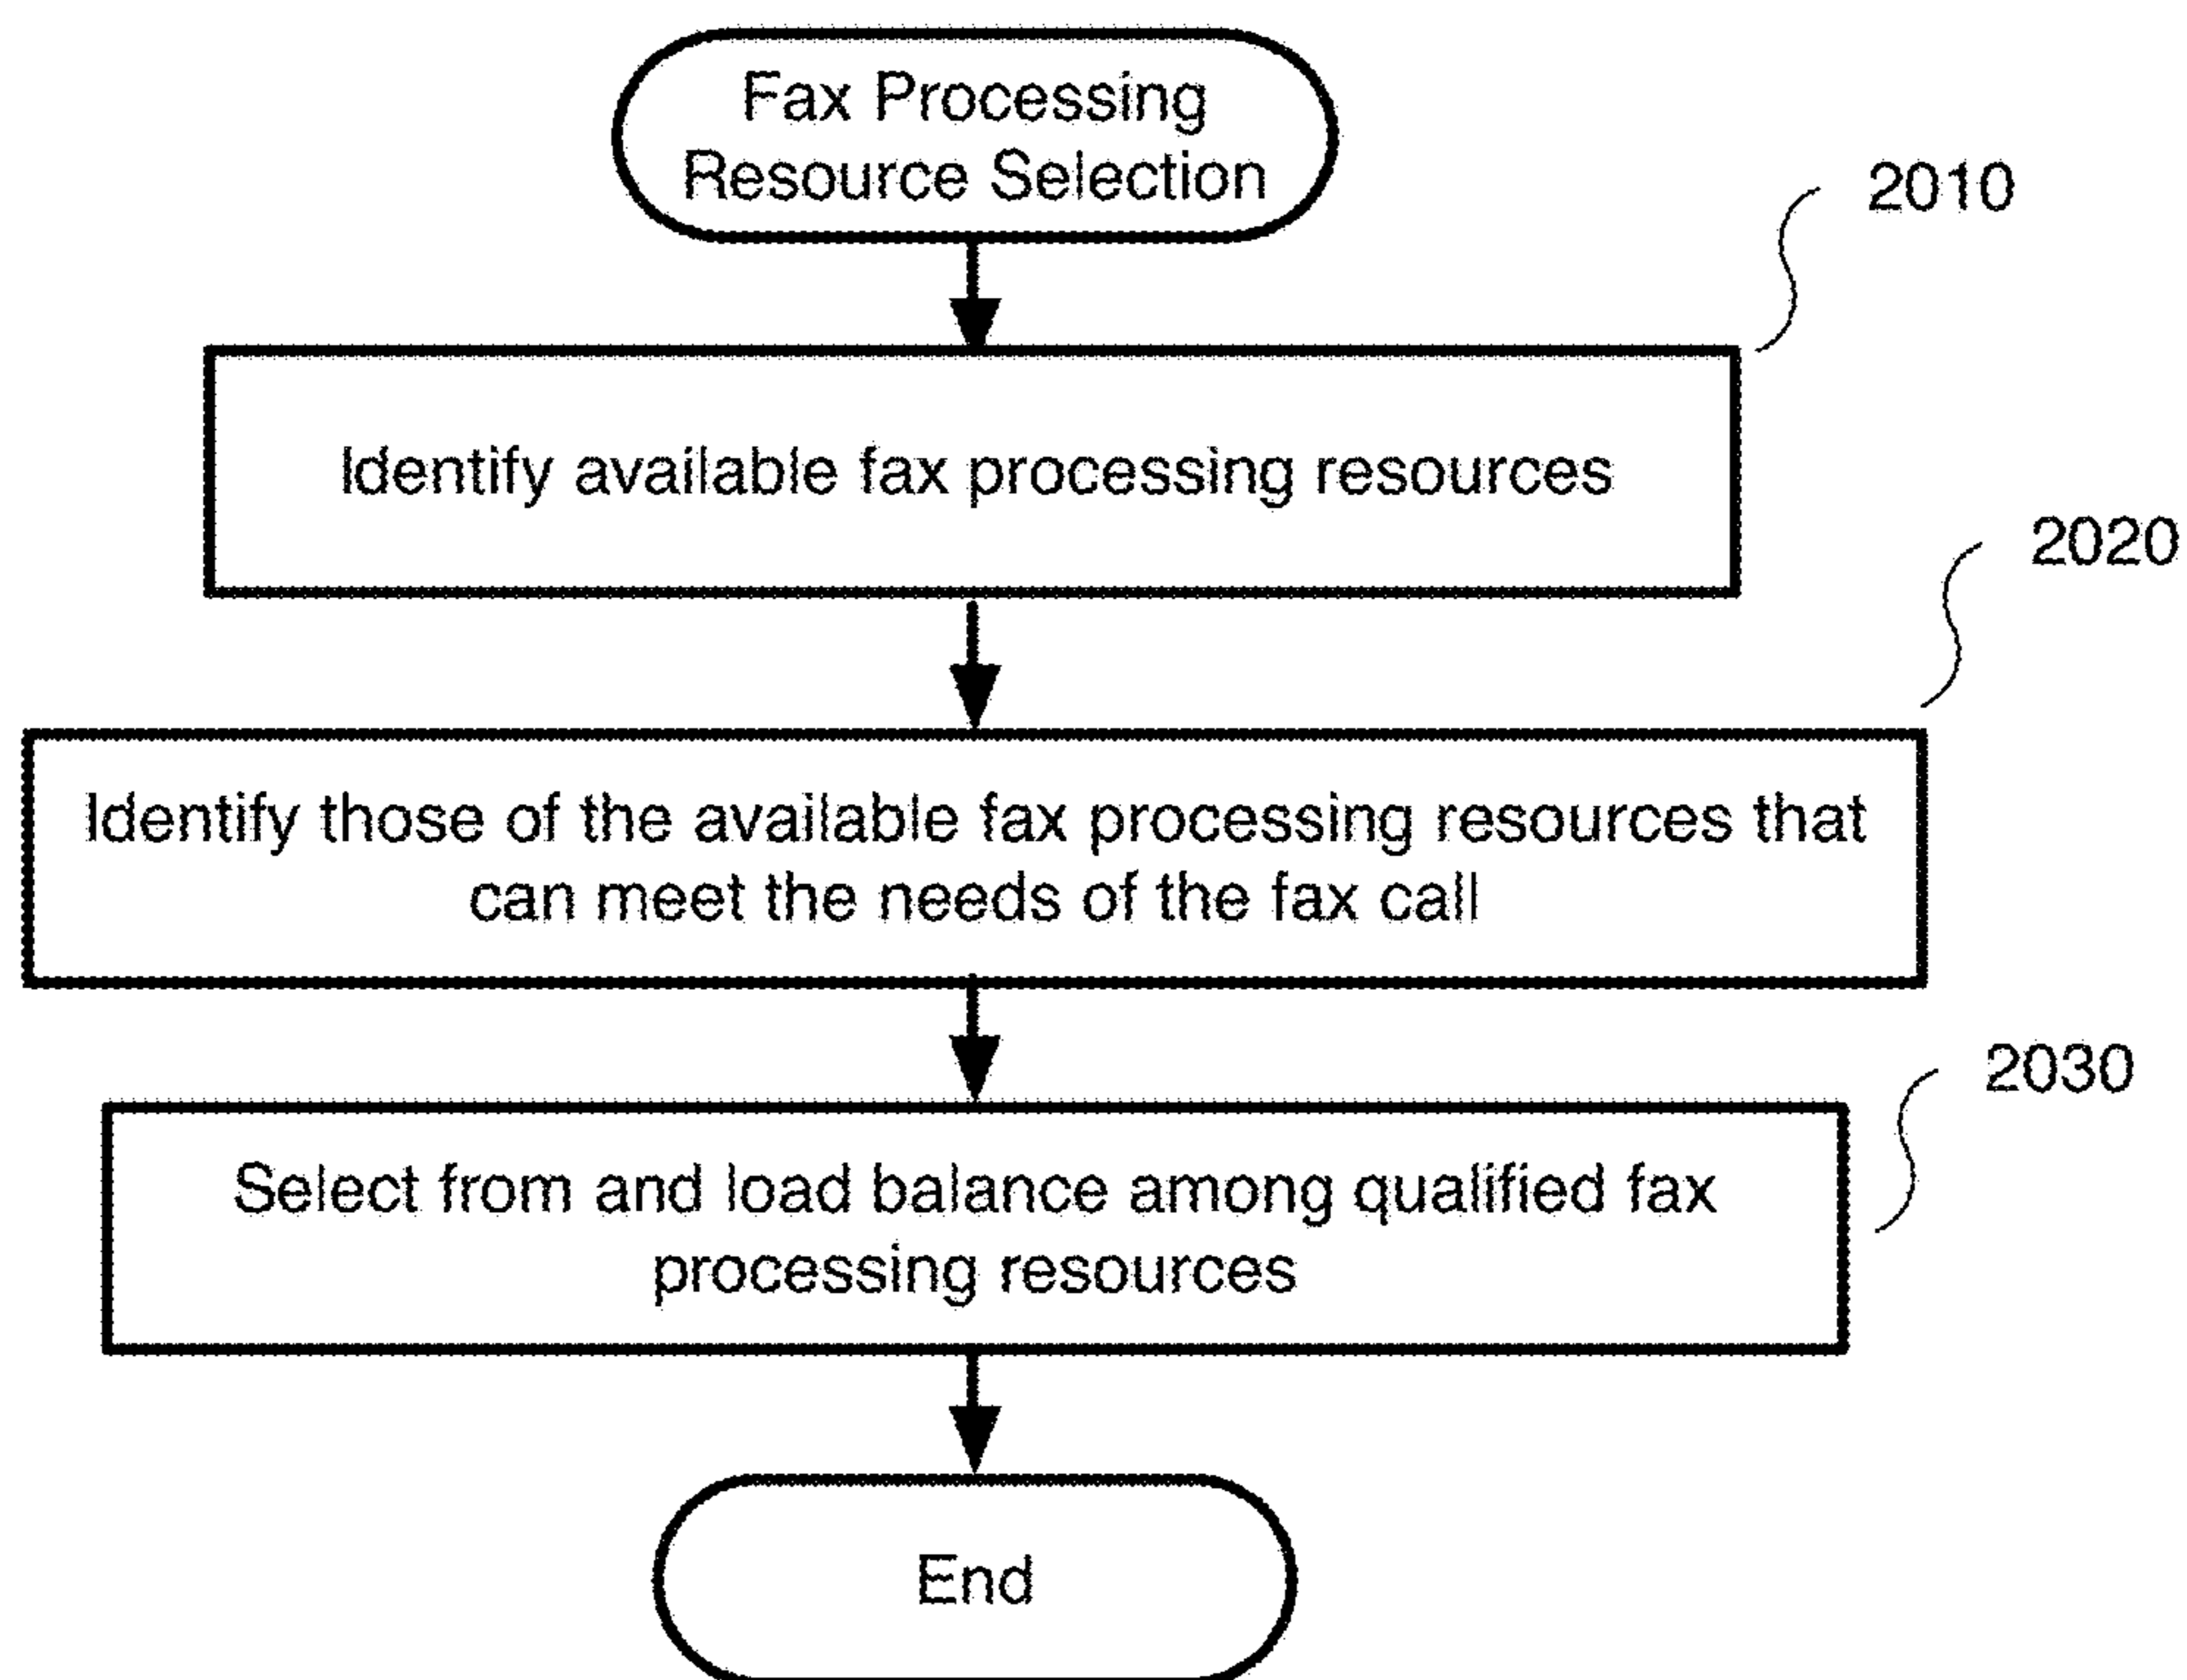 Fax Processing
Resource Selection
2010
Identify available fax processing resources
2020
Identify those of the available fax processing resources that
can meet the needs of the fax call
2030
Select from and load balance among qualified fax
processing resources
End